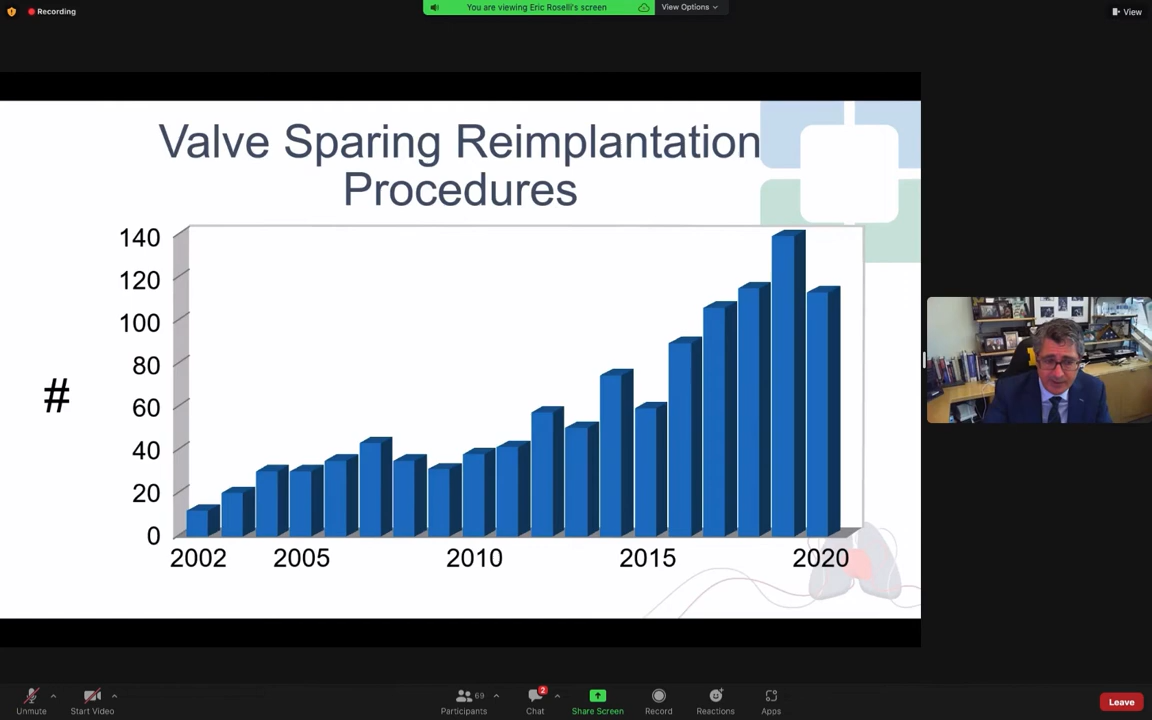 Recording
You are viewing Eric Roselli's screen
View Options
View
Valve Sparing Reimplantation
Procedures
140
120
100
80
60
40
20
0
#
2002 2005 2010 2015 2020
Unmute
Start Video
69
Participants
2
Chat
Share Screen
Record
Reactions
Apps
Leave